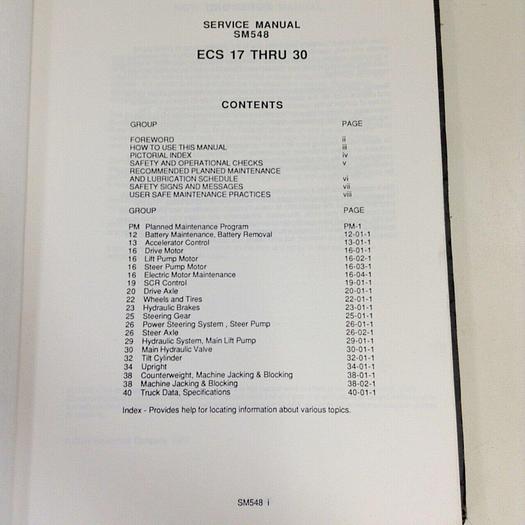 SERVICE MANUAL
SM548
ECS 17 THRU 30
CONTENTS
GROUP PAGE
FOREWORD ii
HOW TO USE THIS MANUAL iii
PICTORIAL INDEX iv
SAFETY AND OPERATIONAL CHECKS v
RECOMMENDED PLANNED MAINTENANCE
AND LUBRICATION SCHEDULE vi
SAFETY SIGNS AND MESSAGES vii
USER SAFE MAINTENANCE PRACTICES viii
GROUP PAGE
PM Planned Maintenance Program PM-1
12 Battery Maintenance, Battery Removal 12-01-1
13 Accelerator Control 13-01-1
16 Drive Motor 16-01-1
16 Lift Pump Motor 16-02-1
16 Steer Pump Motor 16-03-1
16 Electric Motor Maintenance 16-04-1
19 SCR Control 19-01-1
20 Drive Axle 20-01-1
22 Wheels and Tires 22-01-1
23 Hydraulic Brakes 23-01-1
25 Steering Gear 25-01-1
26 Power Steering System , Steer Pump 26-01-1
26 Steer Axle 26-02-1
29 Hydraulic System, Main Lift Pump 29-01-1
30 Main Hydraulic Valve 30-01-1
32 Tilt Cylinder 32-01-1
34 Upright 34-01-1
38 Counterweight, Machine Jacking & Blocking 38-01-1
38 Machine Jacking & Blocking 38-02-1
40 Truck Data, Specifications 40-01-1
Index - Provides help for locating information about various topics.
SM548 i